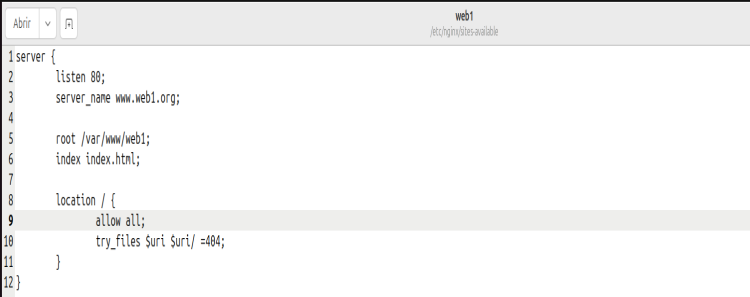 Abrir
web1
/etc/nginx/sites-available
1 server {
2 listen 80;
3 server_name www.web1.org;
4
5 root /var/www/web1;
6 index index.html;
7
8 location / {
9 allow all;
10 try_files $uri $uri/ =404;
11 }
12 }